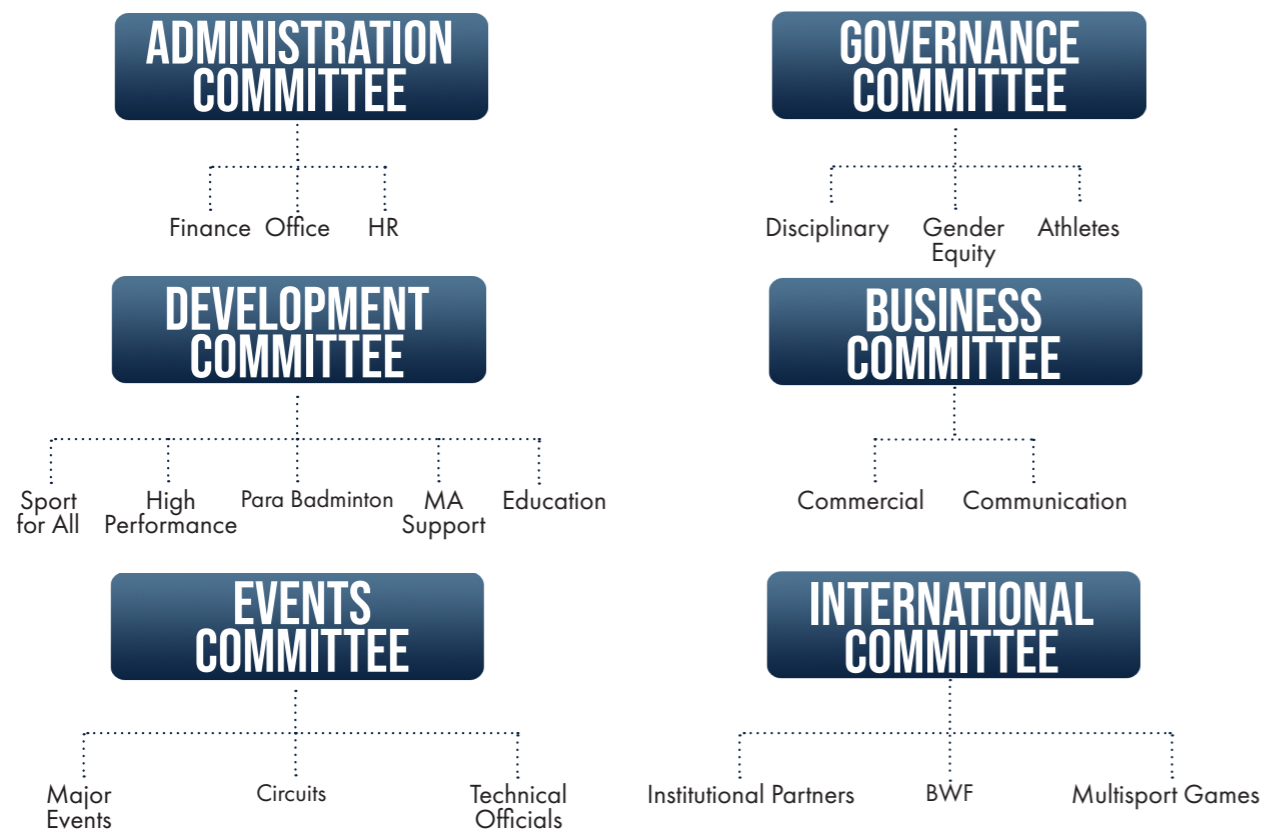 ADMINISTRATION
COMMITTEE
Finance Office HR
GOVERNANCE
COMMITTEE
Disciplinary Gender Athletes
Equity
DEVELOPMENT
COMMITTEE
Sport
for All
High
Performance
Para Badminton
MA
Support
Education
BUSINESS
COMMITTEE
Commercial Communication
EVENTS
COMMITTEE
Major
Events
Circuits
Technical
Officials
INTERNATIONAL
COMMITTEE
Institutional Partners BWF Multisport Games